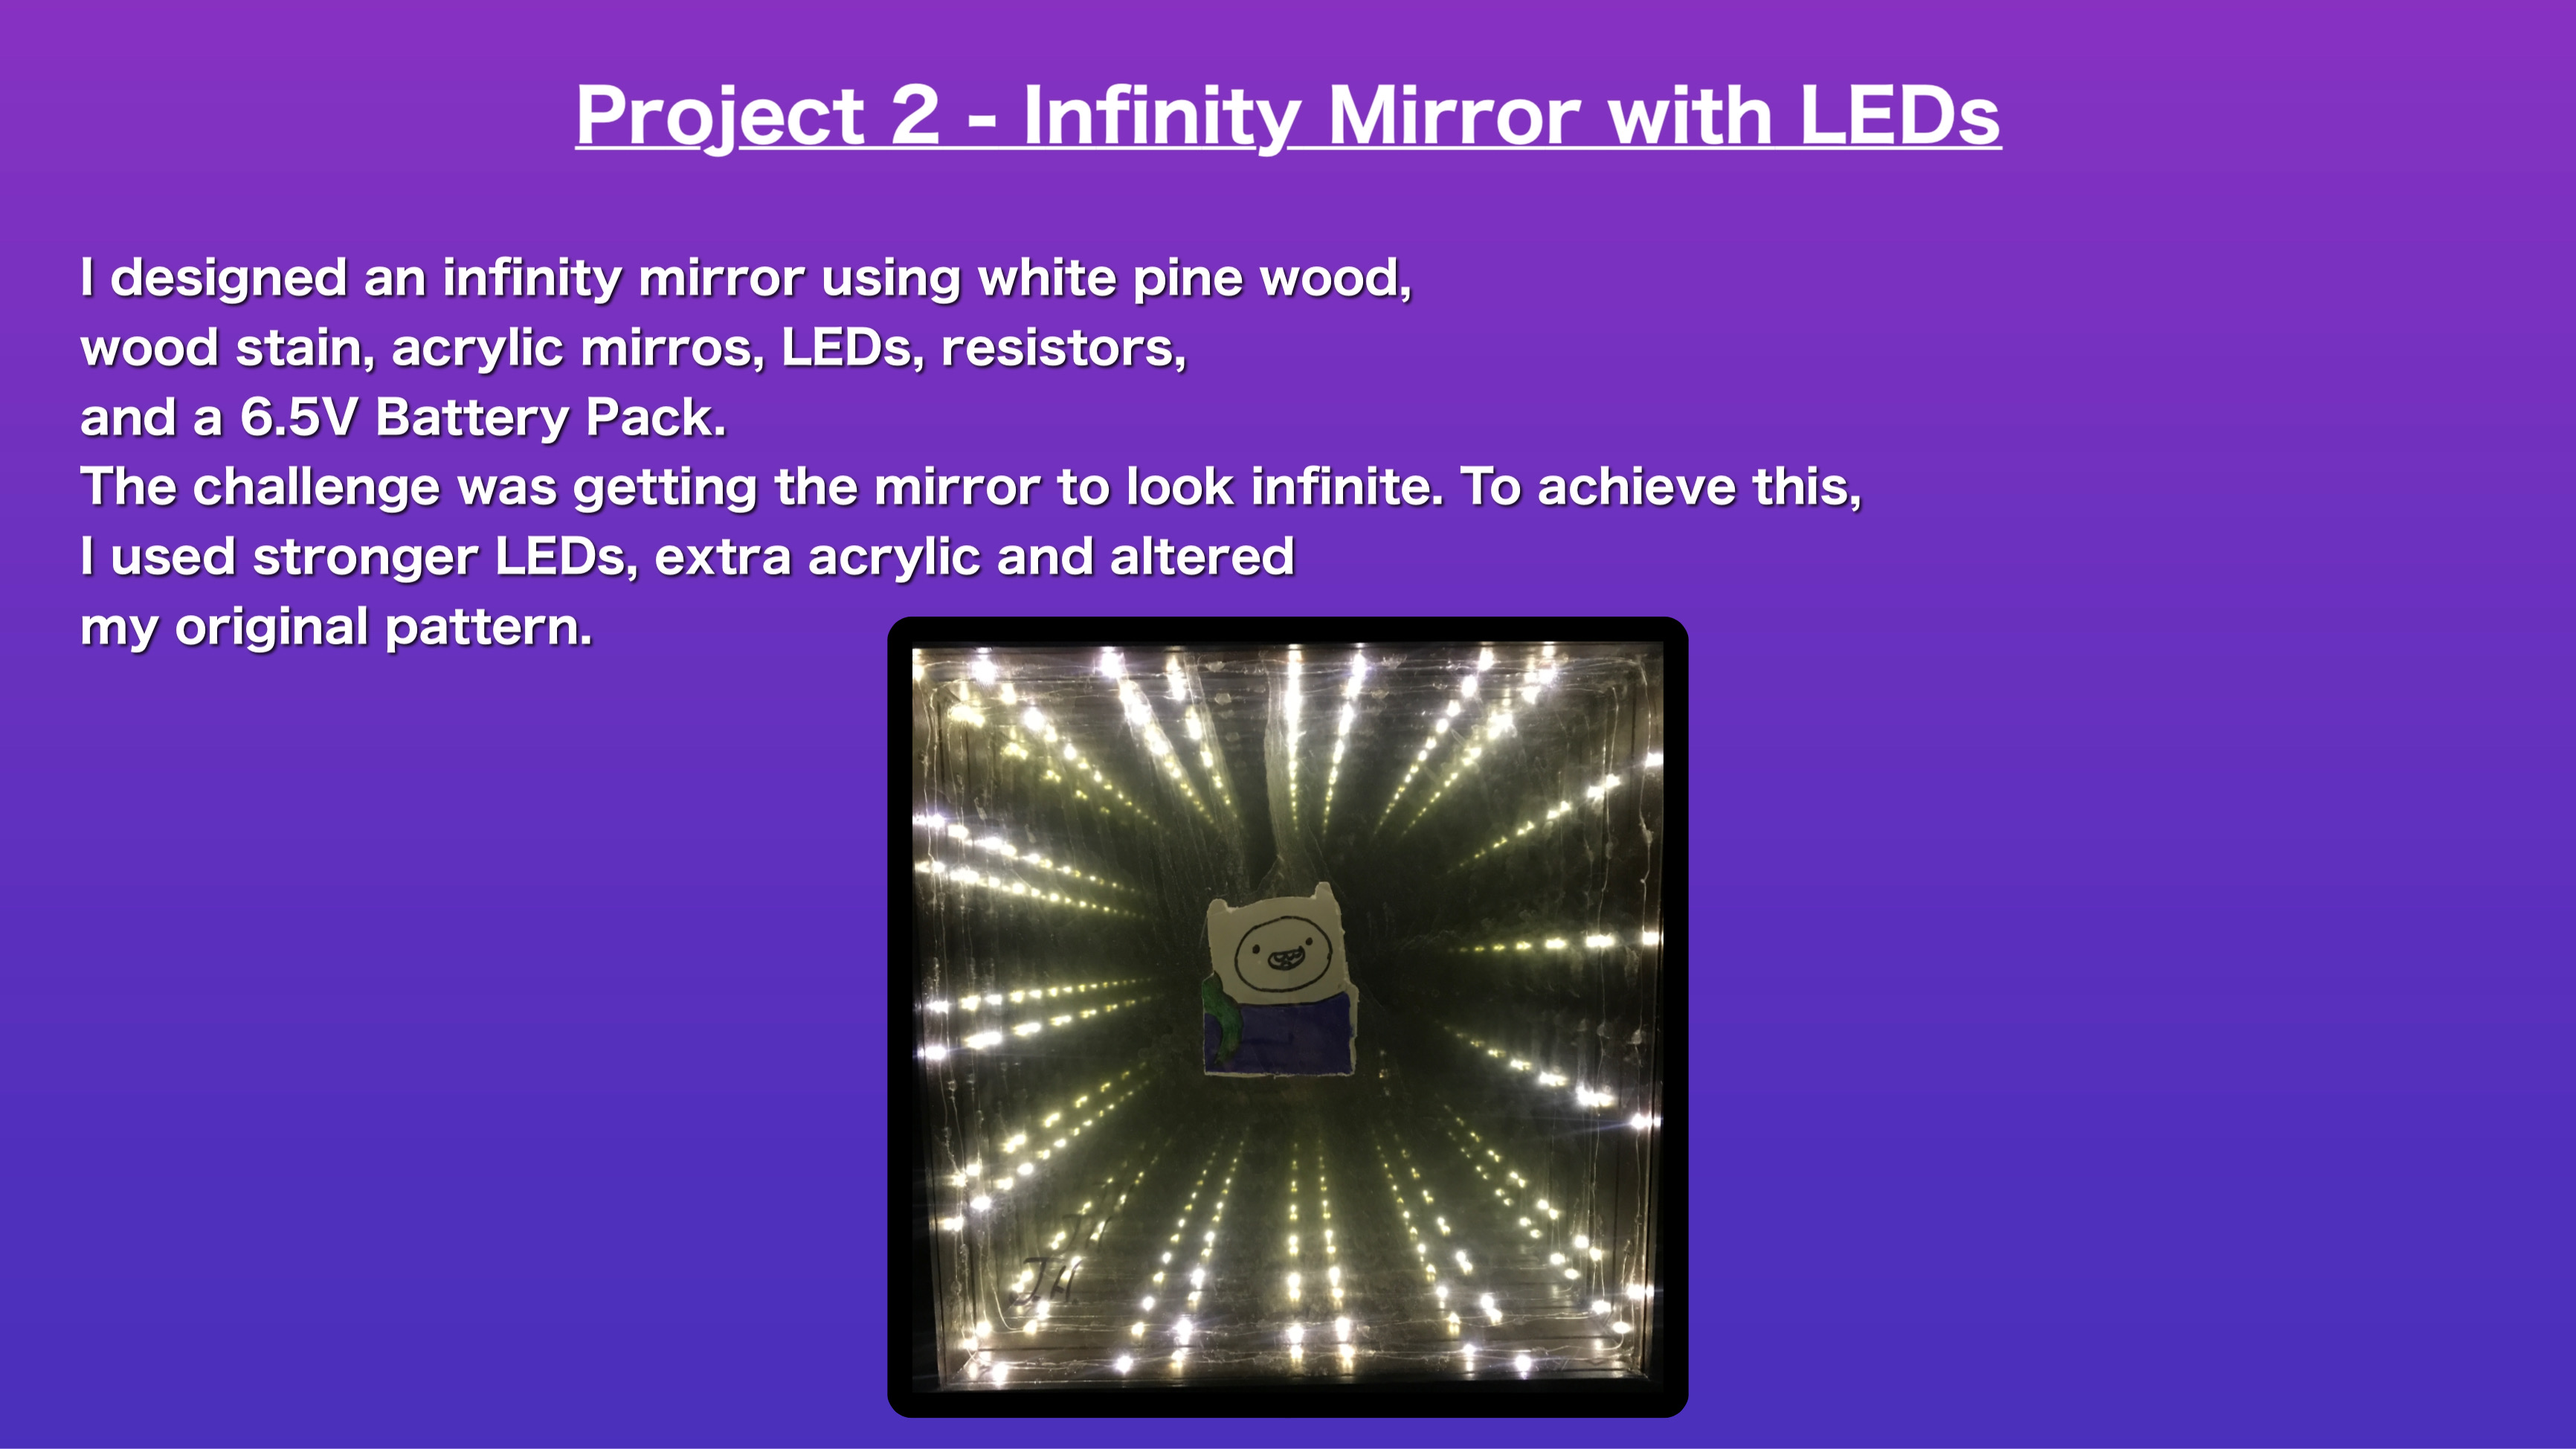 Project 2 - Infinity Mirror with LEDs
I designed an infinity mirror using white pine wood,
wood stain, acrylic mirros, LEDs, resistors,
and a 6.5V Battery Pack.
The challenge was getting the mirror to look infinite. To achieve this,
I used stronger LEDs, extra acrylic and altered
my original pattern.
J.H.